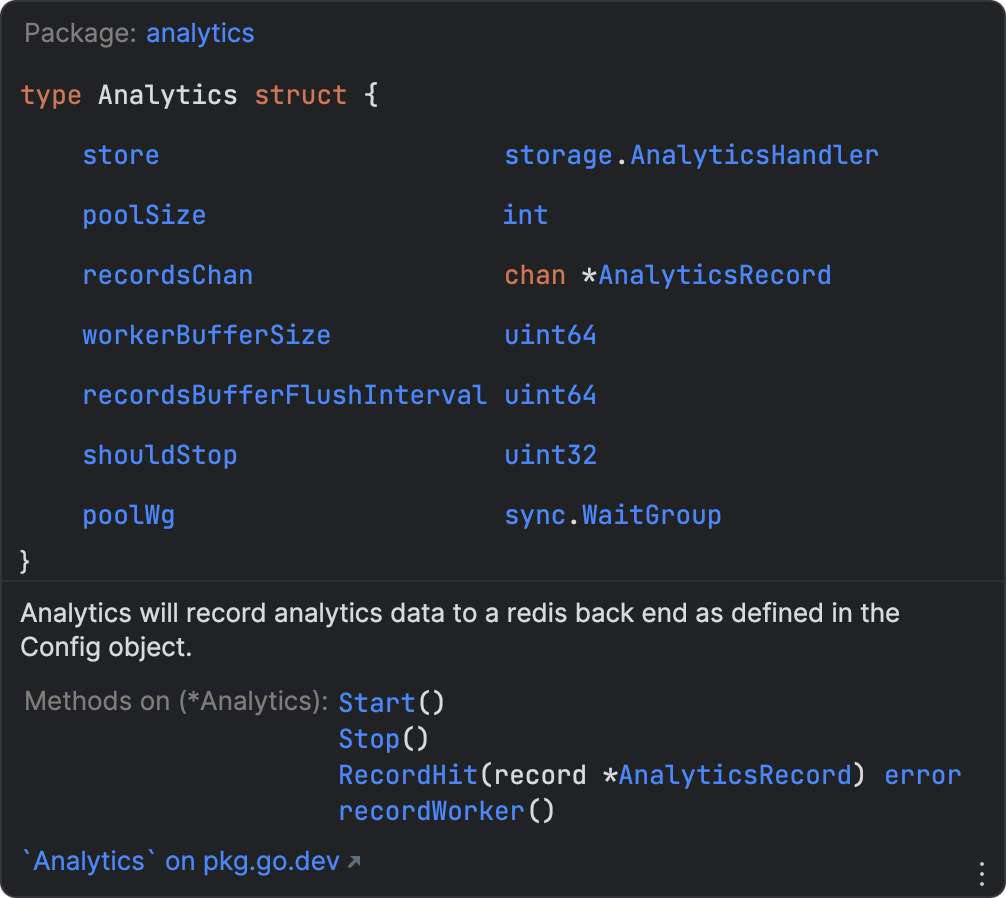 Package: analytics
type Analytics struct {
store storage.AnalyticsHandler
poolSize int
recordsChan chan *AnalyticsRecord
workerBufferSize uint64
recordsBufferFlushInterval uint64
shouldStop uint32
poolWg sync.WaitGroup
}
Analytics will record analytics data to a redis back end as defined in the
Config object.
Methods on (*Analytics): Start()
Stop()
RecordHit(record *AnalyticsRecord) error
recordWorker()
`Analytics` on pkg.go.dev↗